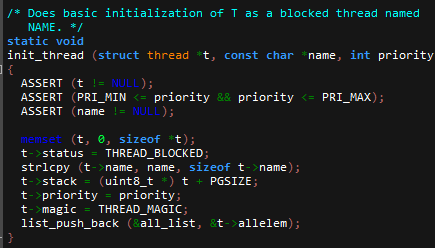 /* Does basic initialization of T as a blocked thread named
   NAME. */
static void
init_thread (struct thread *t, const char *name, int priority
{
  ASSERT (t != NULL);
  ASSERT (PRI_MIN <= priority && priority <= PRI_MAX);
  ASSERT (name != NULL);

  memset (t, 0, sizeof *t);
  t->status = THREAD_BLOCKED;
  strlcpy (t->name, name, sizeof t->name);
  t->stack = (uint8_t *) t + PGSIZE;
  t->priority = priority;
  t->magic = THREAD_MAGIC;
  list_push_back (&all_list, &t->allelem);
}